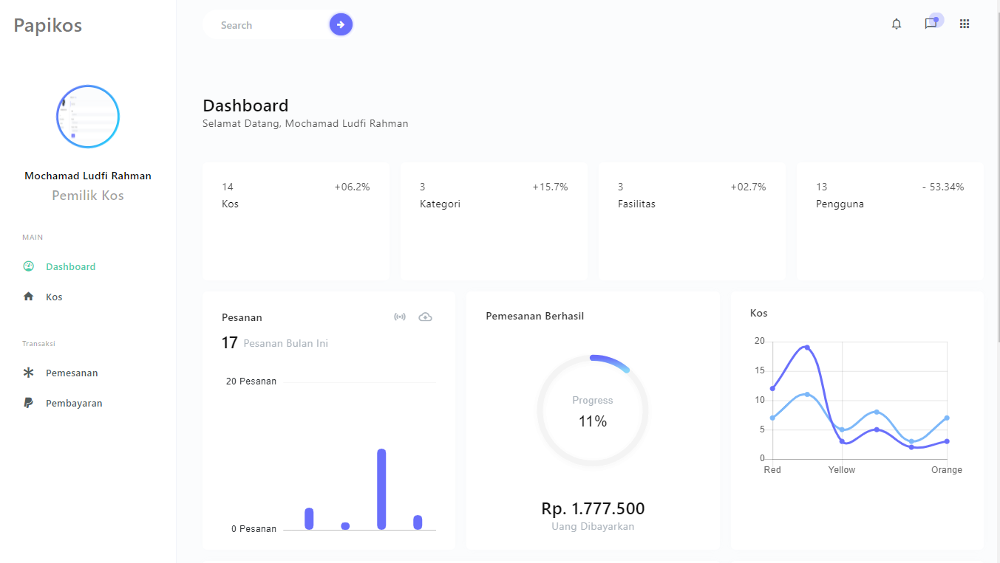 Papikos
Search
Mochamad Ludfi Rahman
Pemilik Kos
MAIN
Dashboard
Kos
Transaksi
Pemesanan
Pembayaran
Dashboard
Selamat Datang, Mochamad Ludfi Rahman
14 +06.2%
Kos
3 +15.7%
Kategori
3 +02.7%
Fasilitas
13 - 53.34%
Pengguna
Pesanan
17 Pesanan Bulan Ini
20 Pesanan
0 Pesanan
Pemesanan Berhasil
Progress
11%
Rp. 1.777.500
Uang Dibayarkan
Kos
20
15
10
5
0
Red Yellow Orange